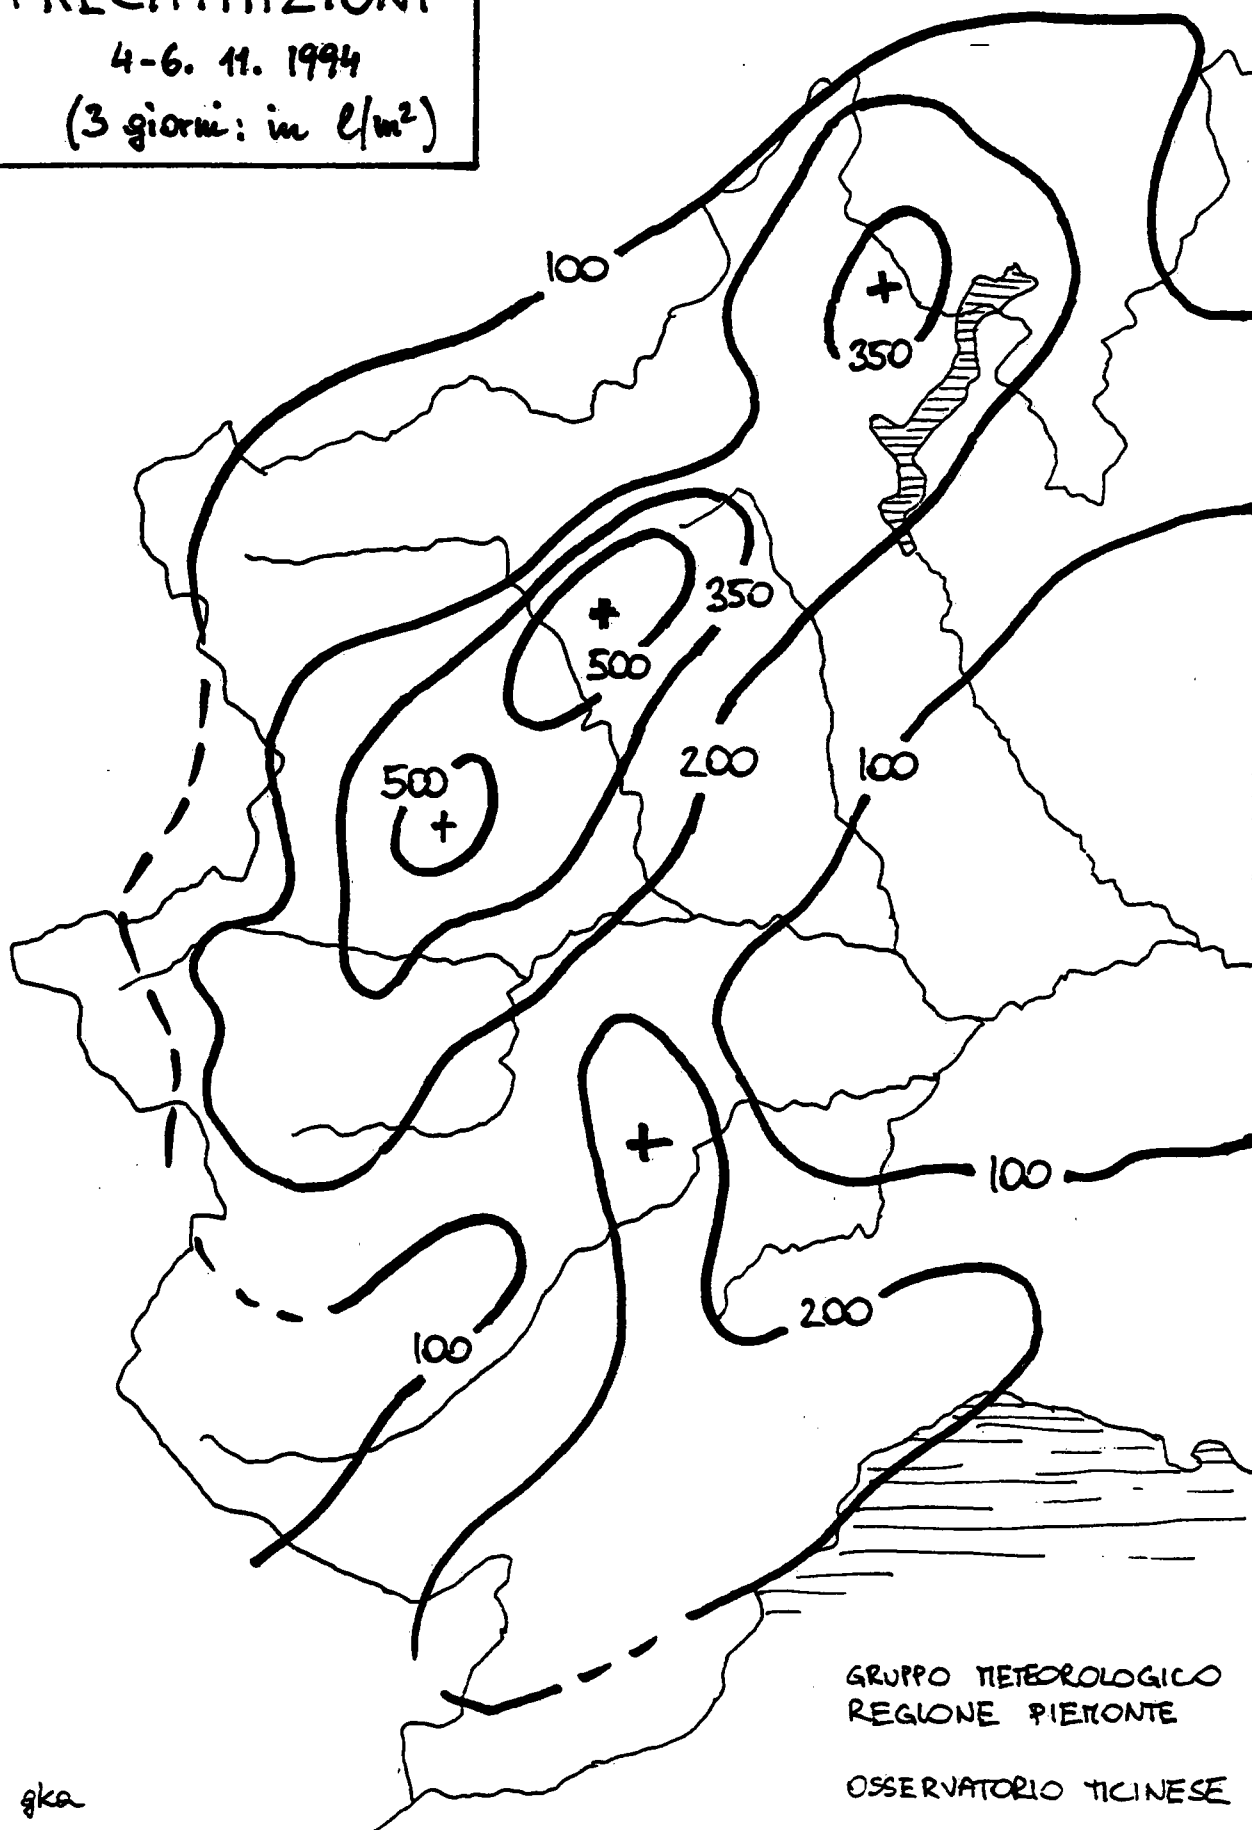 PRECIPITAZIONI
4-6. 11. 1994
(3 giorni: in l/m²)
100
350
350
500
500
200
100
100
200
100
GRUPPO METEOROLOGICO
REGIONE PIEMONTE
OSSERVATORIO TICINESE
gka